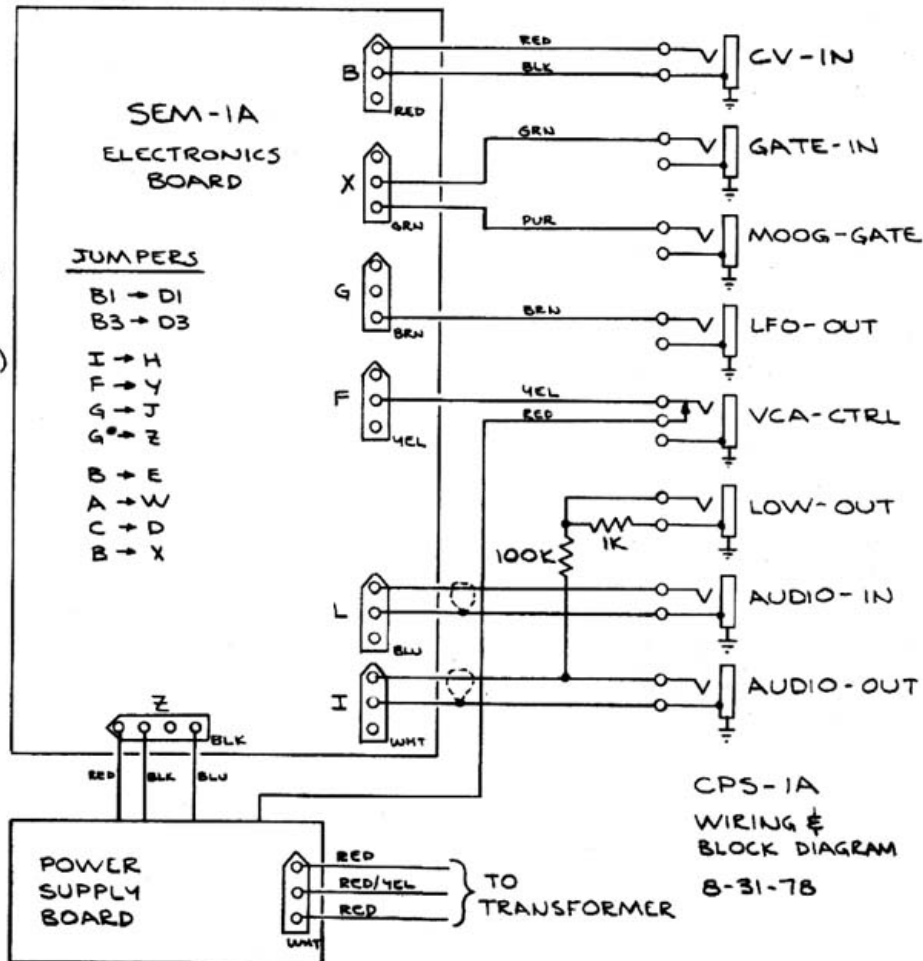 RED
CV-IN
B
BLK
RED
SEM-1A
ELECTRONICS
BOARD
GRN
GATE-IN
X
GRN
PUR
MOOG-GATE
JUMPERS
B1 → D1
B3 → D3
I → H
F → Y
G → J
G• → Z
B → E
A → W
C → D
B → X
G
BRN
BRN
LFO-OUT
F
YEL
YEL
RED
VCA-CTRL
LOW-OUT
1K
100K
L
BLU
AUDIO-IN
I
WHT
AUDIO-OUT
Z
BLK
RED
BLK
BLU
CPS-1A
WIRING &
BLOCK DIAGRAM
8-31-78
POWER
SUPPLY
BOARD
RED
RED/YEL
RED
WHT
TO
TRANSFORMER